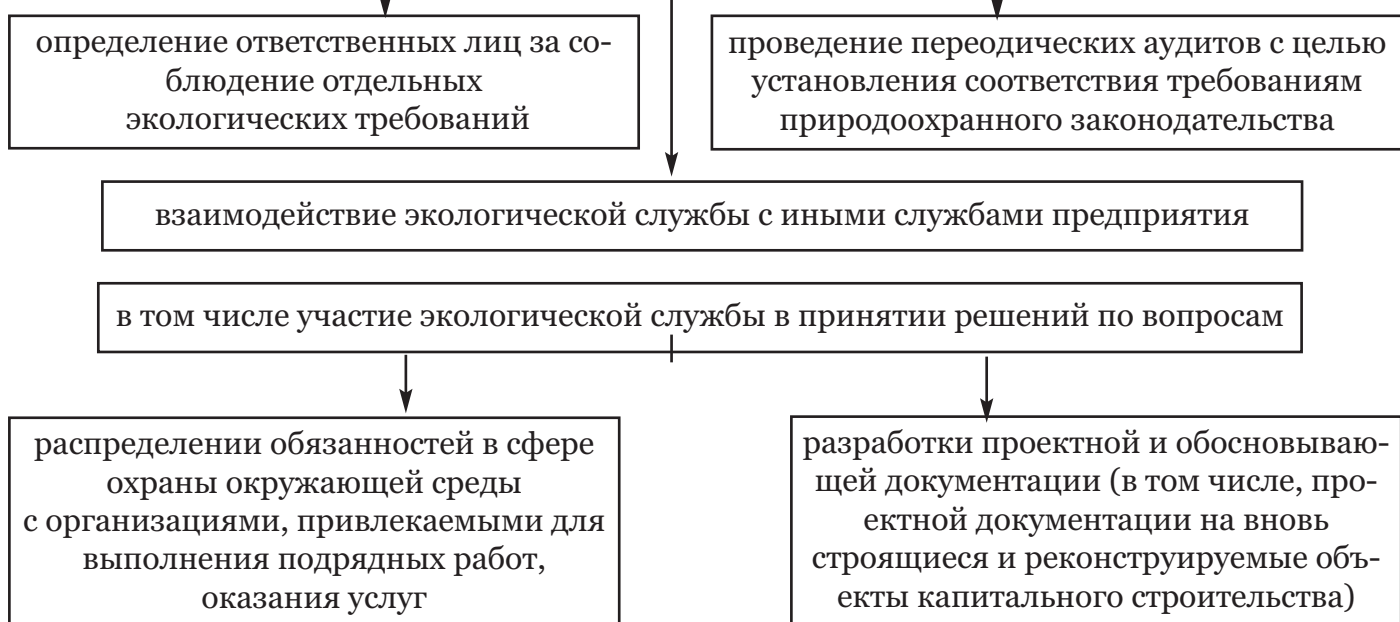 определение ответственных лиц за со-
блюдение отдельных
экологических требований
проведение переодических аудитов с целью
установления соответствия требованиям
природоохранного законодательства
взаимодействие экологической службы с иными службами предприятия
в том числе участие экологической службы в принятии решений по вопросам
распределении обязанностей в сфере
охраны окружающей среды
с организациями, привлекаемыми для
выполнения подрядных работ,
оказания услуг
разработки проектной и обосновываю-
щей документации (в том числе, про-
ектной документации на вновь
строящиеся и реконструируемые объ-
екты капитального строительства)